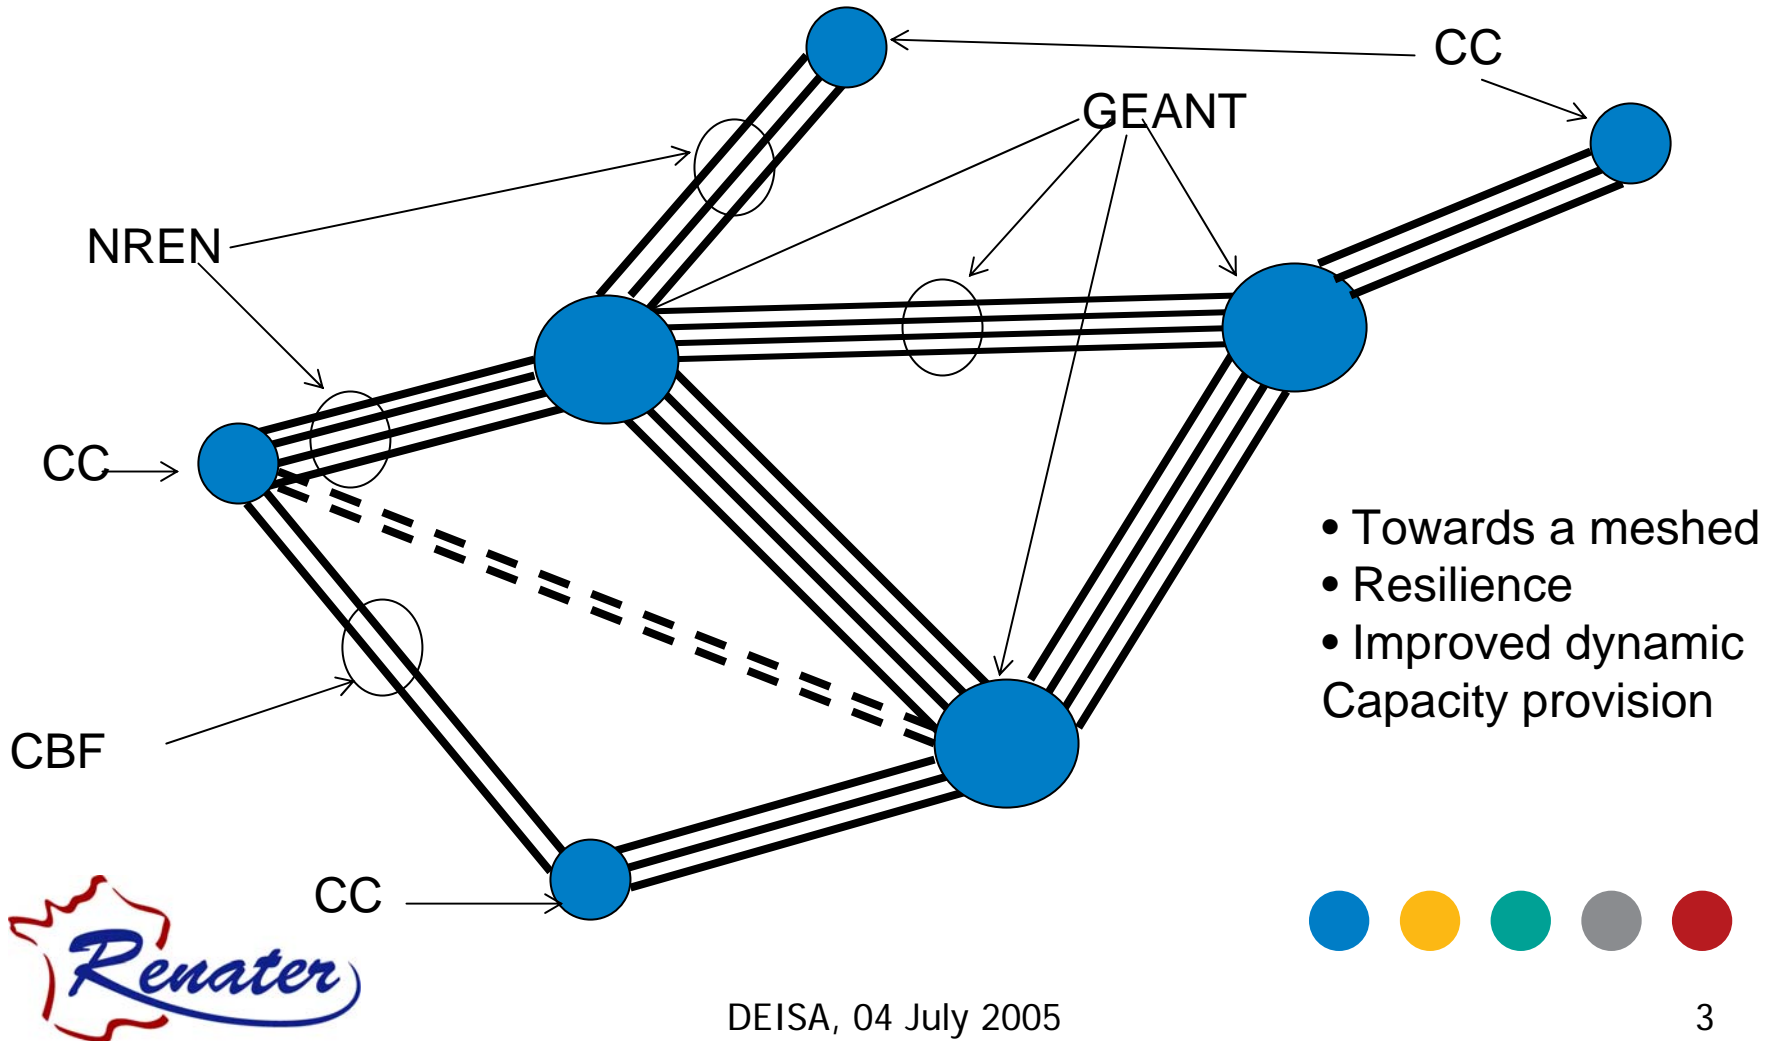 CC
GEANT
NREN
CC
• Towards a meshed
• Resilience
• Improved dynamic
Capacity provision
CBF
CC
Renater
DEISA, 04 July 2005
3